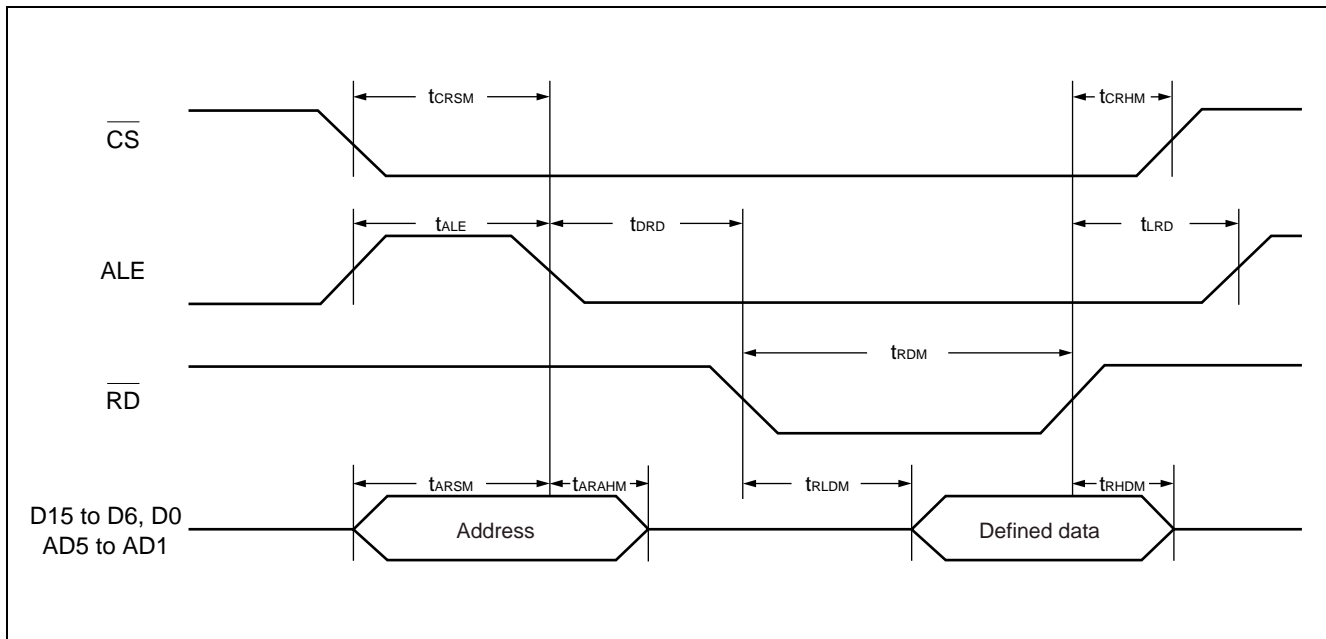 tCRSM
tCRHM
CS
tALE
tDRD
tLRD
ALE
tRDM
RD
tARSM
tARAHM
tRLDM
tRHDM
D15 to D6, D0
AD5 to AD1
Address
Defined data